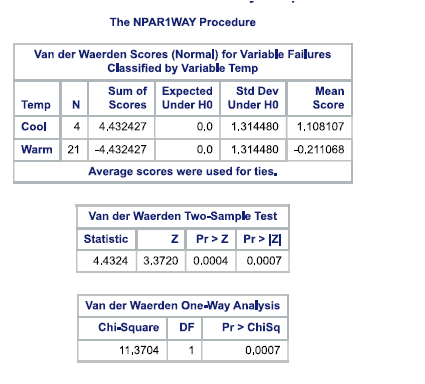 The NPAR1WAY Procedure
Van der Waerden Scores (Normal) for Variable Failures
Classified by Variable Temp
Temp N Sum of Scores Expected Under H0 Std Dev Under H0 Mean Score
Cool 4 4.432427 0.0 1.314480 1.108107
Warm 21 -4.432427 0.0 1.314480 -0.211068
Average scores were used for ties.
Van der Waerden Two-Sample Test
Statistic Z Pr > Z Pr > |Z|
4.4324 3.3720 0.0004 0.0007
Van der Waerden One-Way Analysis
Chi-Square DF Pr > ChiSq
11.3704 1 0.0007